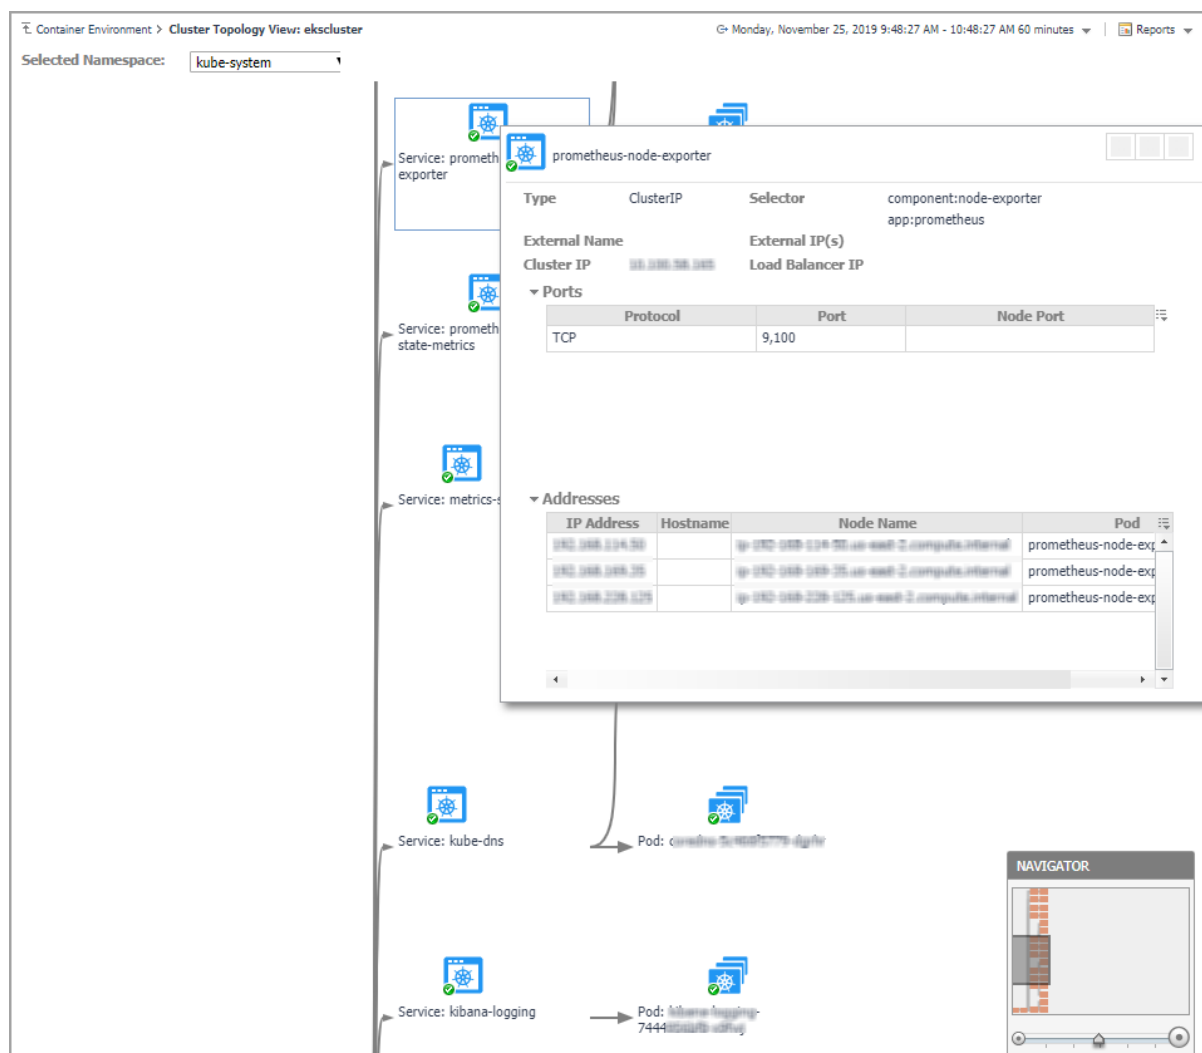 Container Environment > Cluster Topology View: ekscluster
Monday, November 25, 2019 9:48:27 AM - 10:48:27 AM 60 minutes
Reports
Selected Namespace: kube-system
Service: prometh
exporter
prometheus-node-exporter
Type ClusterIP Selector component:node-exporter
app:prometheus
External Name External IP(s)
Cluster IP Load Balancer IP
Ports
Protocol Port Node Port
TCP 9,100
Service: prometh
state-metrics
Service: metrics-s
Addresses
IP Address Hostname Node Name Pod
prometheus-node-exp
prometheus-node-exp
prometheus-node-exp
Service: kube-dns
Pod:
NAVIGATOR
Service: kibana-logging
Pod: